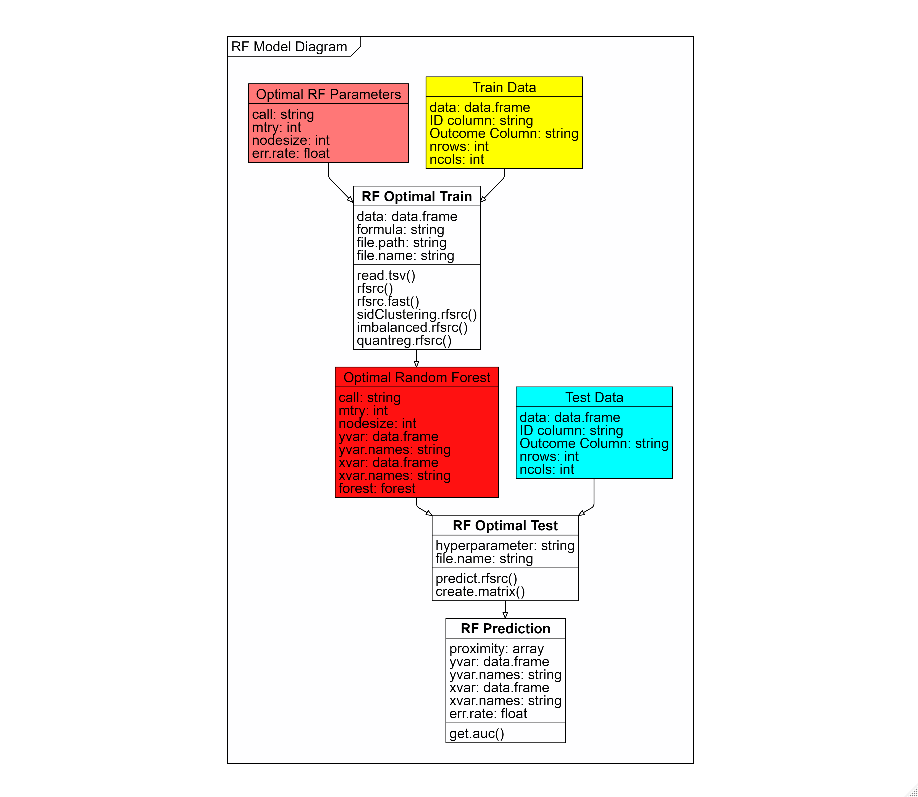 RF Model Diagram
Optimal RF Parameters
call: string
mtry: int
nodesize: int
err.rate: float
Train Data
data: data.frame
ID column: string
Outcome Column: string
nrows: int
ncols: int
RF Optimal Train
data: data.frame
formula: string
file.path: string
file.name: string
read.tsv()
rfsrc()
rfsrc.fast()
sidClustering.rfsrc()
imbalanced.rfsrc()
quantreg.rfsrc()
Optimal Random Forest
call: string
mtry: int
nodesize: int
yvar: data.frame
yvar.names: string
xvar: data.frame
xvar.names: string
forest: forest
Test Data
data: data.frame
ID column: string
Outcome Column: string
nrows: int
ncols: int
RF Optimal Test
hyperparameter: string
file.name: string
predict.rfsrc()
create.matrix()
RF Prediction
proximity: array
yvar: data.frame
yvar.names: string
xvar: data.frame
xvar.names: string
err.rate: float
get.auc()